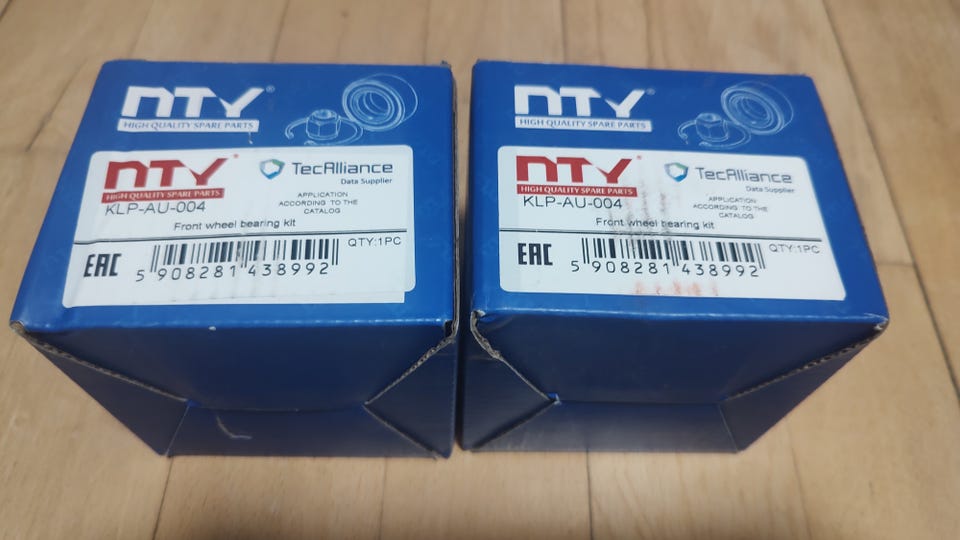 NTY®
HIGH QUALITY SPARE PARTS
NTY®
HIGH QUALITY SPARE PARTS
TecAlliance
Data Supplier
KLP-AU-004
APPLICATION
ACCORDING TO THE
CATALOG
Front wheel bearing kit
QTY:1PC
EAC
5 908281 438992
NTY®
HIGH QUALITY SPARE PARTS
NTY®
HIGH QUALITY SPARE PARTS
TecAlliance
Data Supplier
KLP-AU-004
APPLICATION
ACCORDING TO THE
CATALOG
Front wheel bearing kit
QTY:1PC
EAC
5 908281 438992